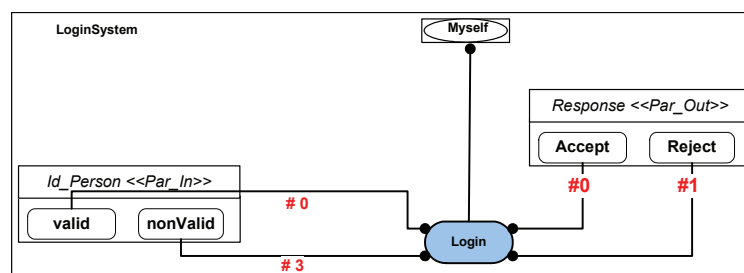 LoginSystem
Myself
Response <<Par_Out>>
Accept Reject
#0 #1
Id_Person <<Par_In>>
valid nonValid
# 0
Login
# 3